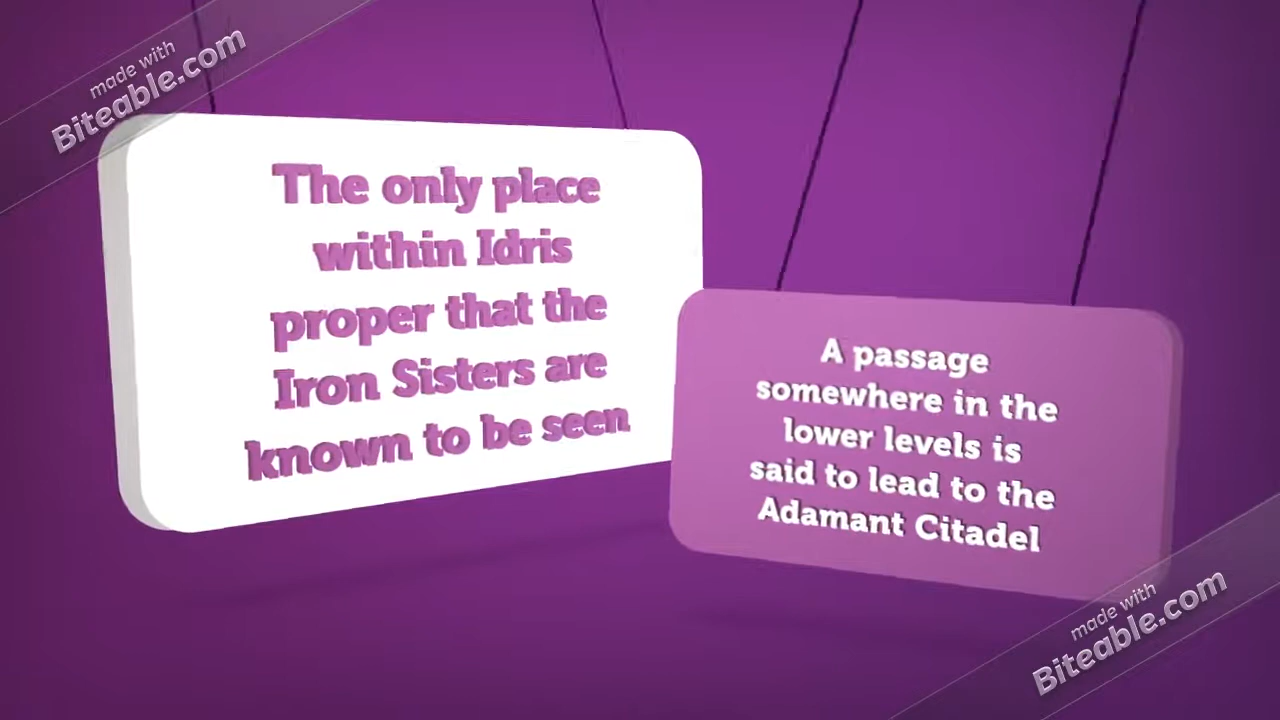 made with
Biteable.com
The only place
within Idris
proper that the
Iron Sisters are
known to be seen
A passage
somewhere in the
lower levels is
said to lead to the
Adamant Citadel
made with
Biteable.com